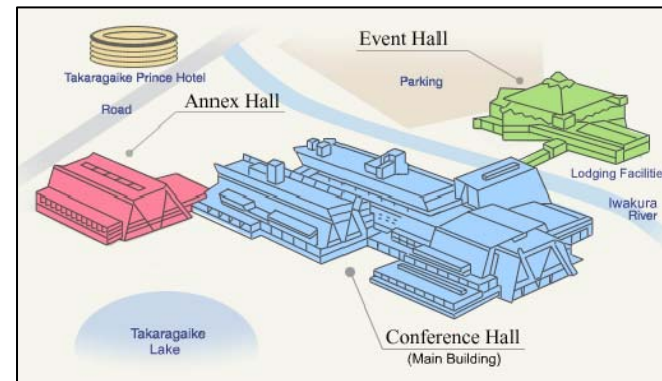 Event Hall
Takaragaike Prince Hotel
Parking
Road
Annex Hall
Lodging Facilitie
Iwakura
River
Takaragaike
Lake
Conference Hall
(Main Building)